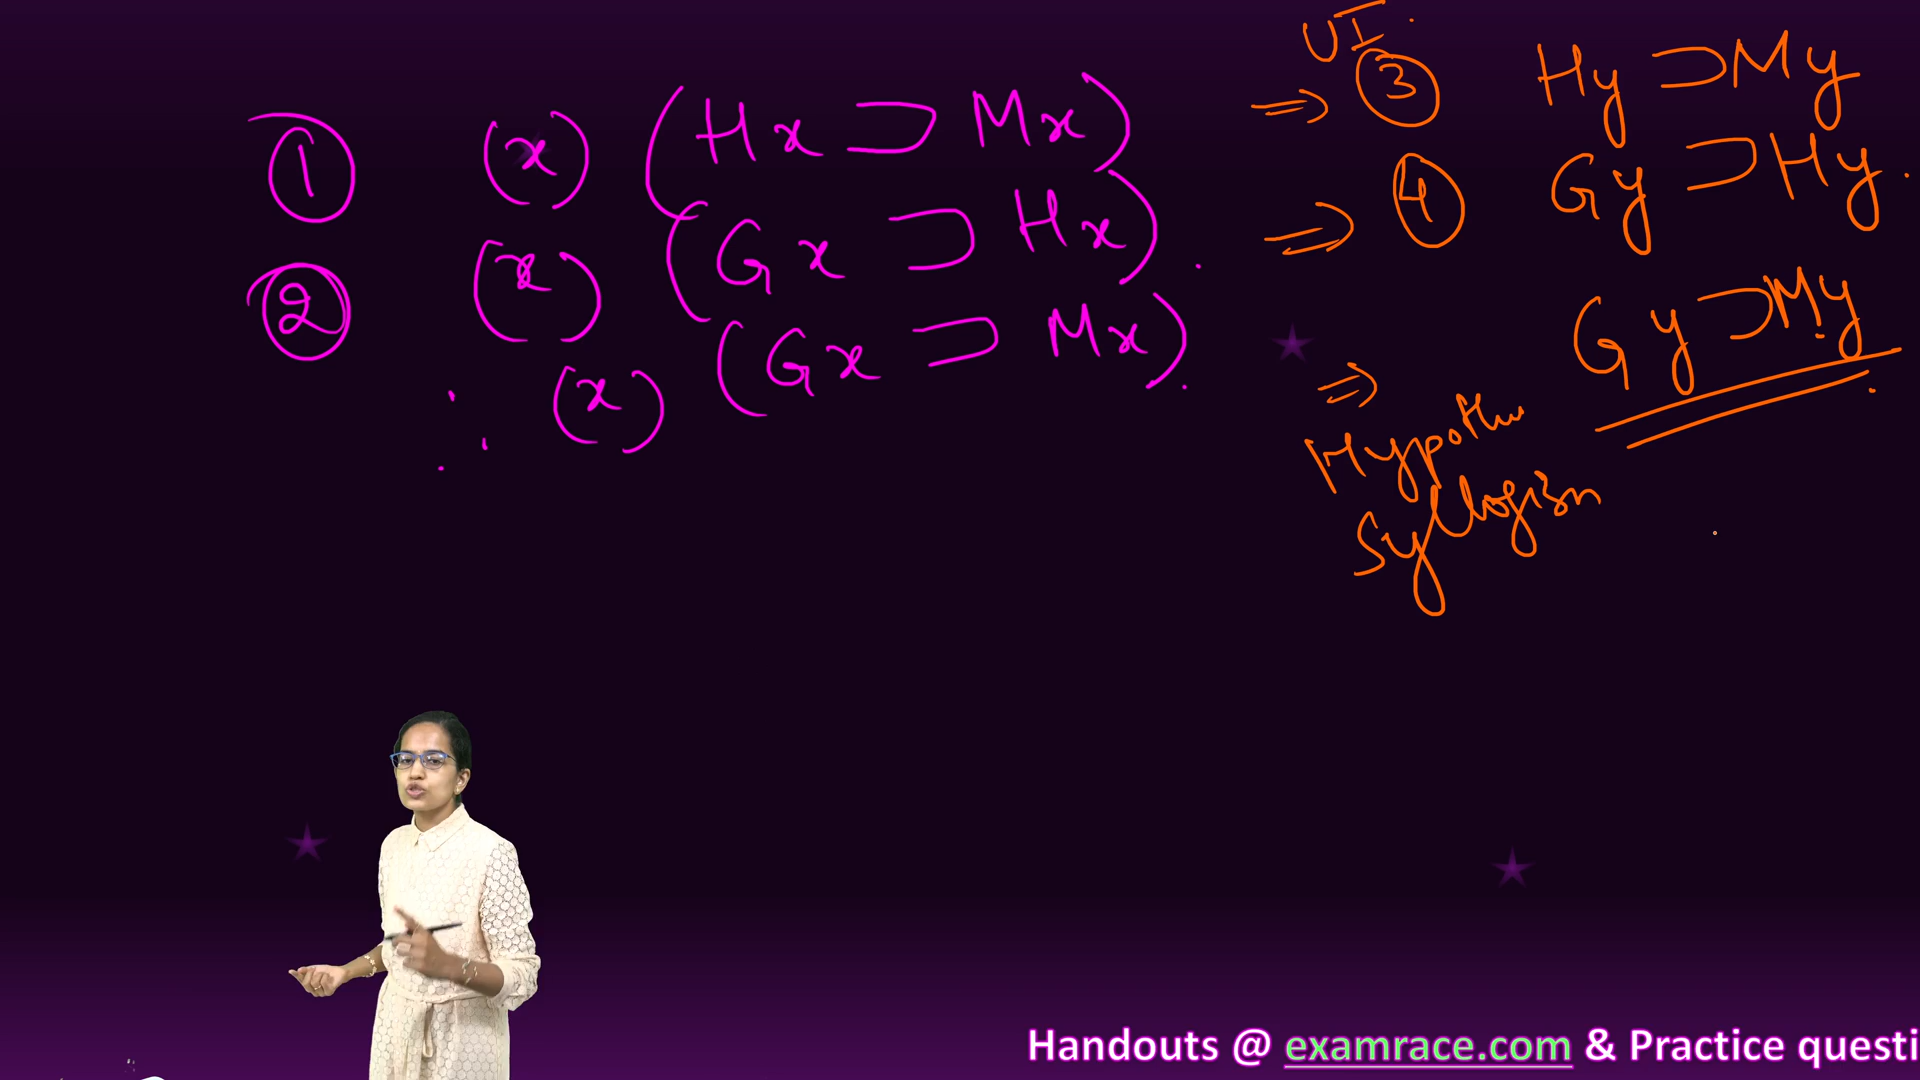 ① (x) (Hx ⊃ Mx)
② (x) (Gx ⊃ Hx).
∴ (x) (Gx ⊃ Mx).
UI.
⇒ ③ Hy ⊃ My
⇒ ④ Gy ⊃ Hy.
⇒ Gy ⊃ My.
Syllogism
Handouts @ examrace.com & Practice questi